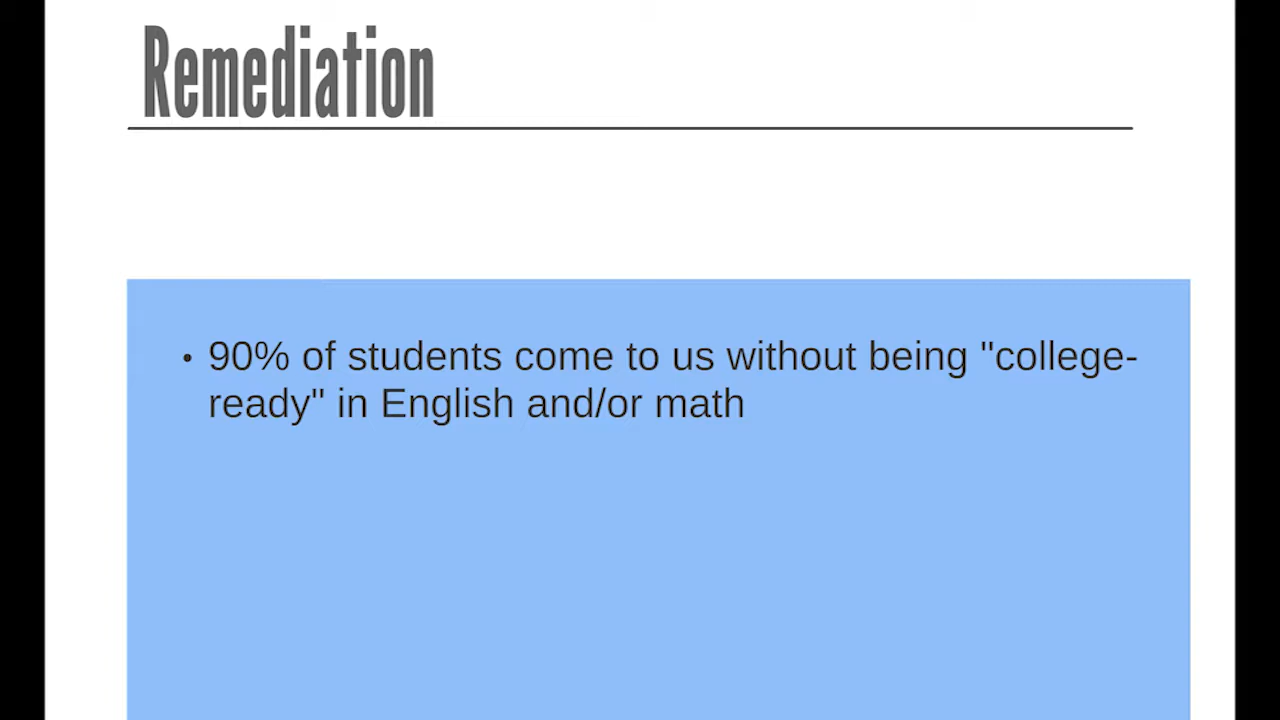 Remediation
• 90% of students come to us without being "college-
ready" in English and/or math